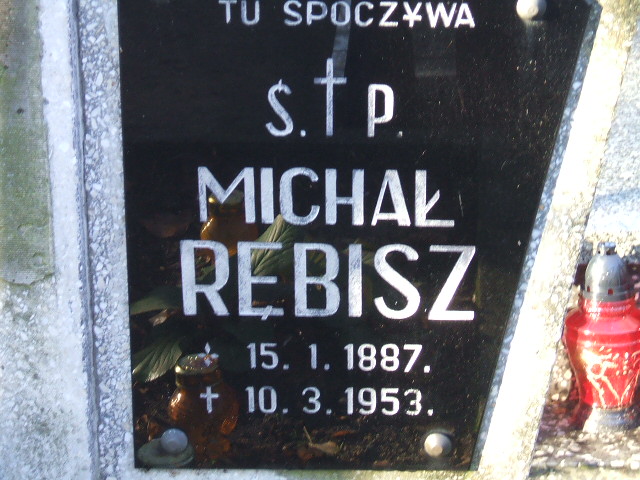 TU SPOCZYWA
Ś.†P.
MICHAŁ
RĘBISZ
✦ 15. 1. 1887.
† 10. 3. 1953.